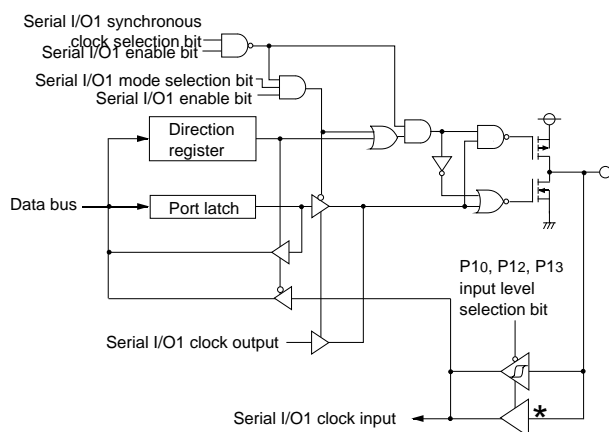 Serial I/O1 synchronous
clock selection bit
Serial I/O1 enable bit
Serial I/O1 mode selection bit
Serial I/O1 enable bit
Direction
register
Data bus
Port latch
P10, P12, P13
input level
selection bit
Serial I/O1 clock output
*
Serial I/O1 clock input